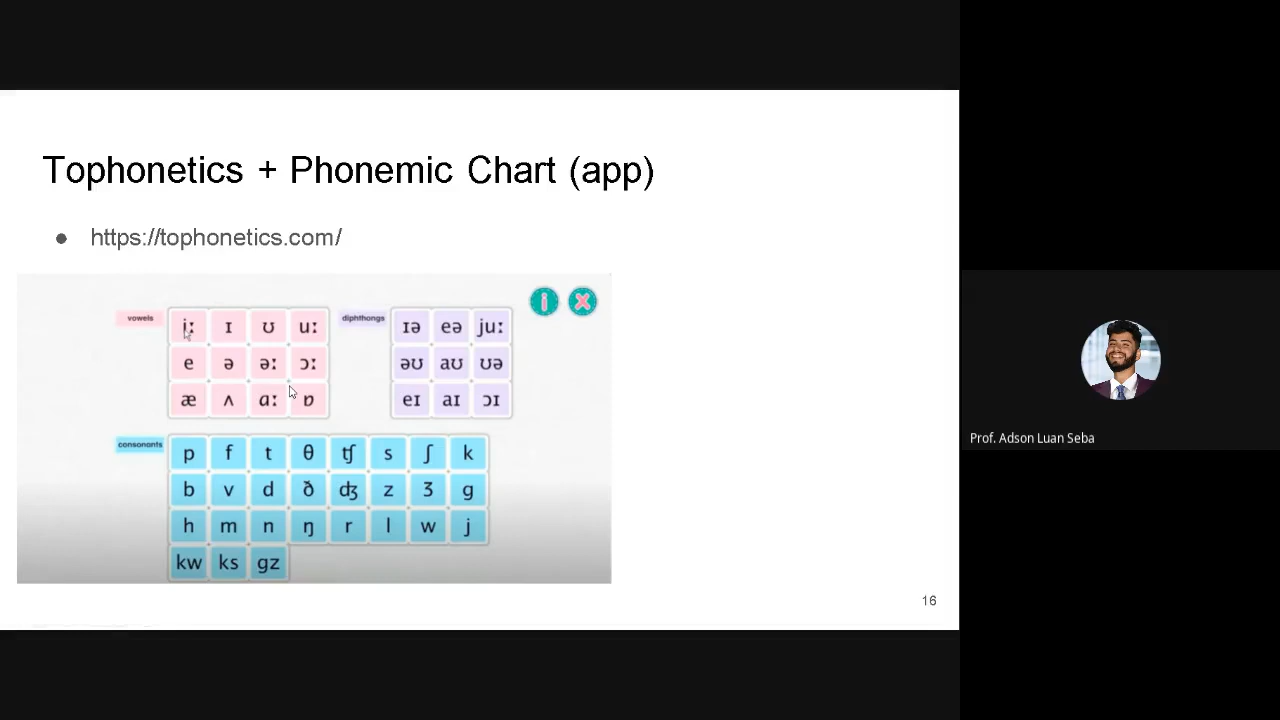 Tophonetics + Phonemic Chart (app)
● https://tophonetics.com/
vowels
iː ɪ ʊ uː
e ə əː ɔː
æ ʌ ɑː ɒ
diphthongs
ɪə eə juː
əʊ aʊ ʊə
eɪ aɪ ɔɪ
consonants
p f t θ ʧ s ʃ k
b v d ð ʤ z ʒ g
h m n ŋ r l w j
kw ks gz
16
Prof. Adson Luan Seba